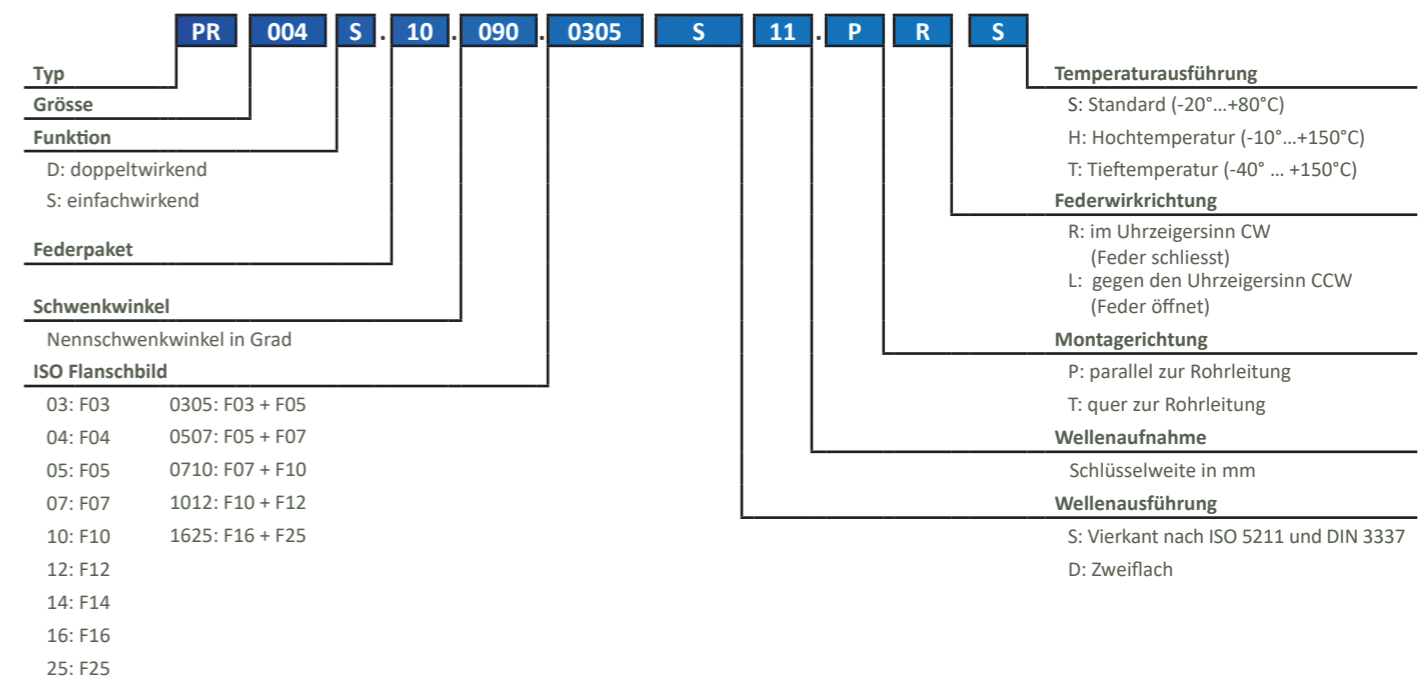 PR 004 S . 10 . 090 . 0305 S 11 . P R S
Typ
Grösse
Funktion
D: doppeltwirkend
S: einfachwirkend
Federpaket
Schwenkwinkel
Nennschwenkwinkel in Grad
ISO Flanschbild
03: F03 0305: F03 + F05
04: F04 0507: F05 + F07
05: F05 0710: F07 + F10
07: F07 1012: F10 + F12
10: F10 1625: F16 + F25
12: F12
14: F14
16: F16
25: F25
Temperaturausführung
S: Standard (-20°...+80°C)
H: Hochtemperatur (-10°...+150°C)
T: Tieftemperatur (-40° ... +150°C)
Federwirkrichtung
R: im Uhrzeigersinn CW
(Feder schliesst)
L: gegen den Uhrzeigersinn CCW
(Feder öffnet)
Montagerichtung
P: parallel zur Rohrleitung
T: quer zur Rohrleitung
Wellenaufnahme
Schlüsselweite in mm
Wellenausführung
S: Vierkant nach ISO 5211 und DIN 3337
D: Zweiflach